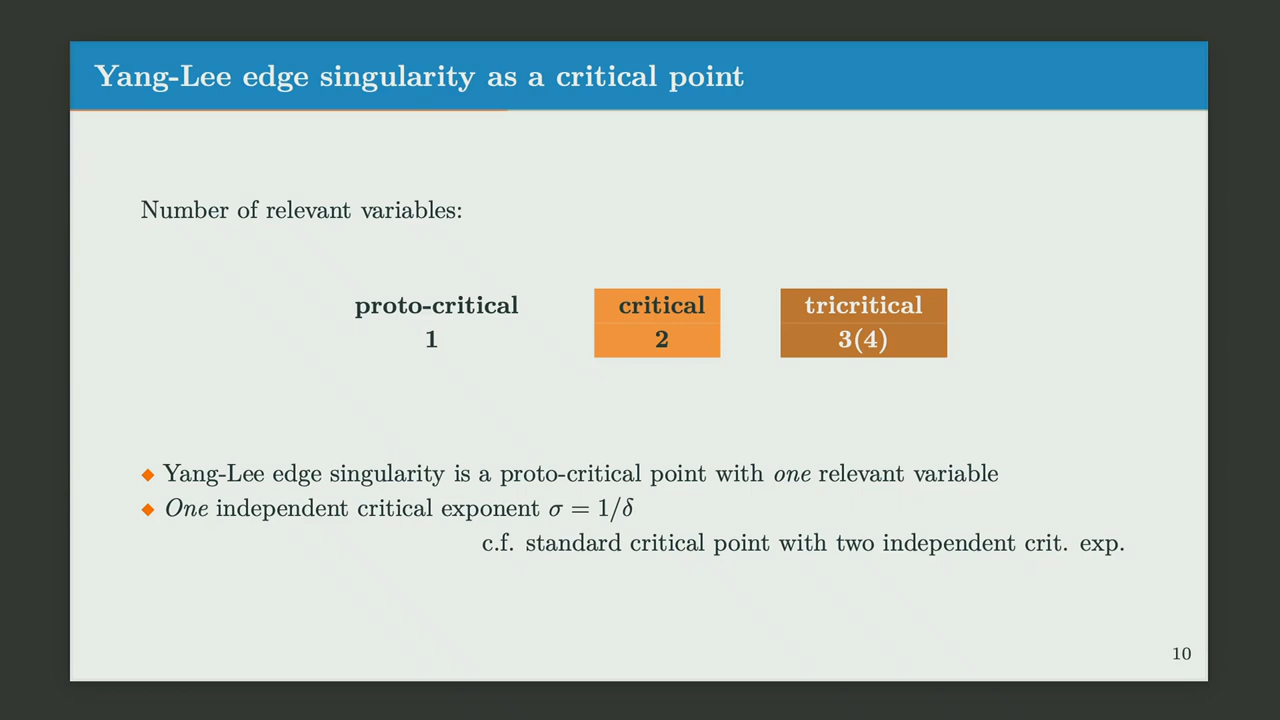 Yang-Lee edge singularity as a critical point
Number of relevant variables:
proto-critical critical tricritical
1 2 3(4)
◆ Yang-Lee edge singularity is a proto-critical point with one relevant variable
◆ One independent critical exponent σ = 1/δ
c.f. standard critical point with two independent crit. exp.
10